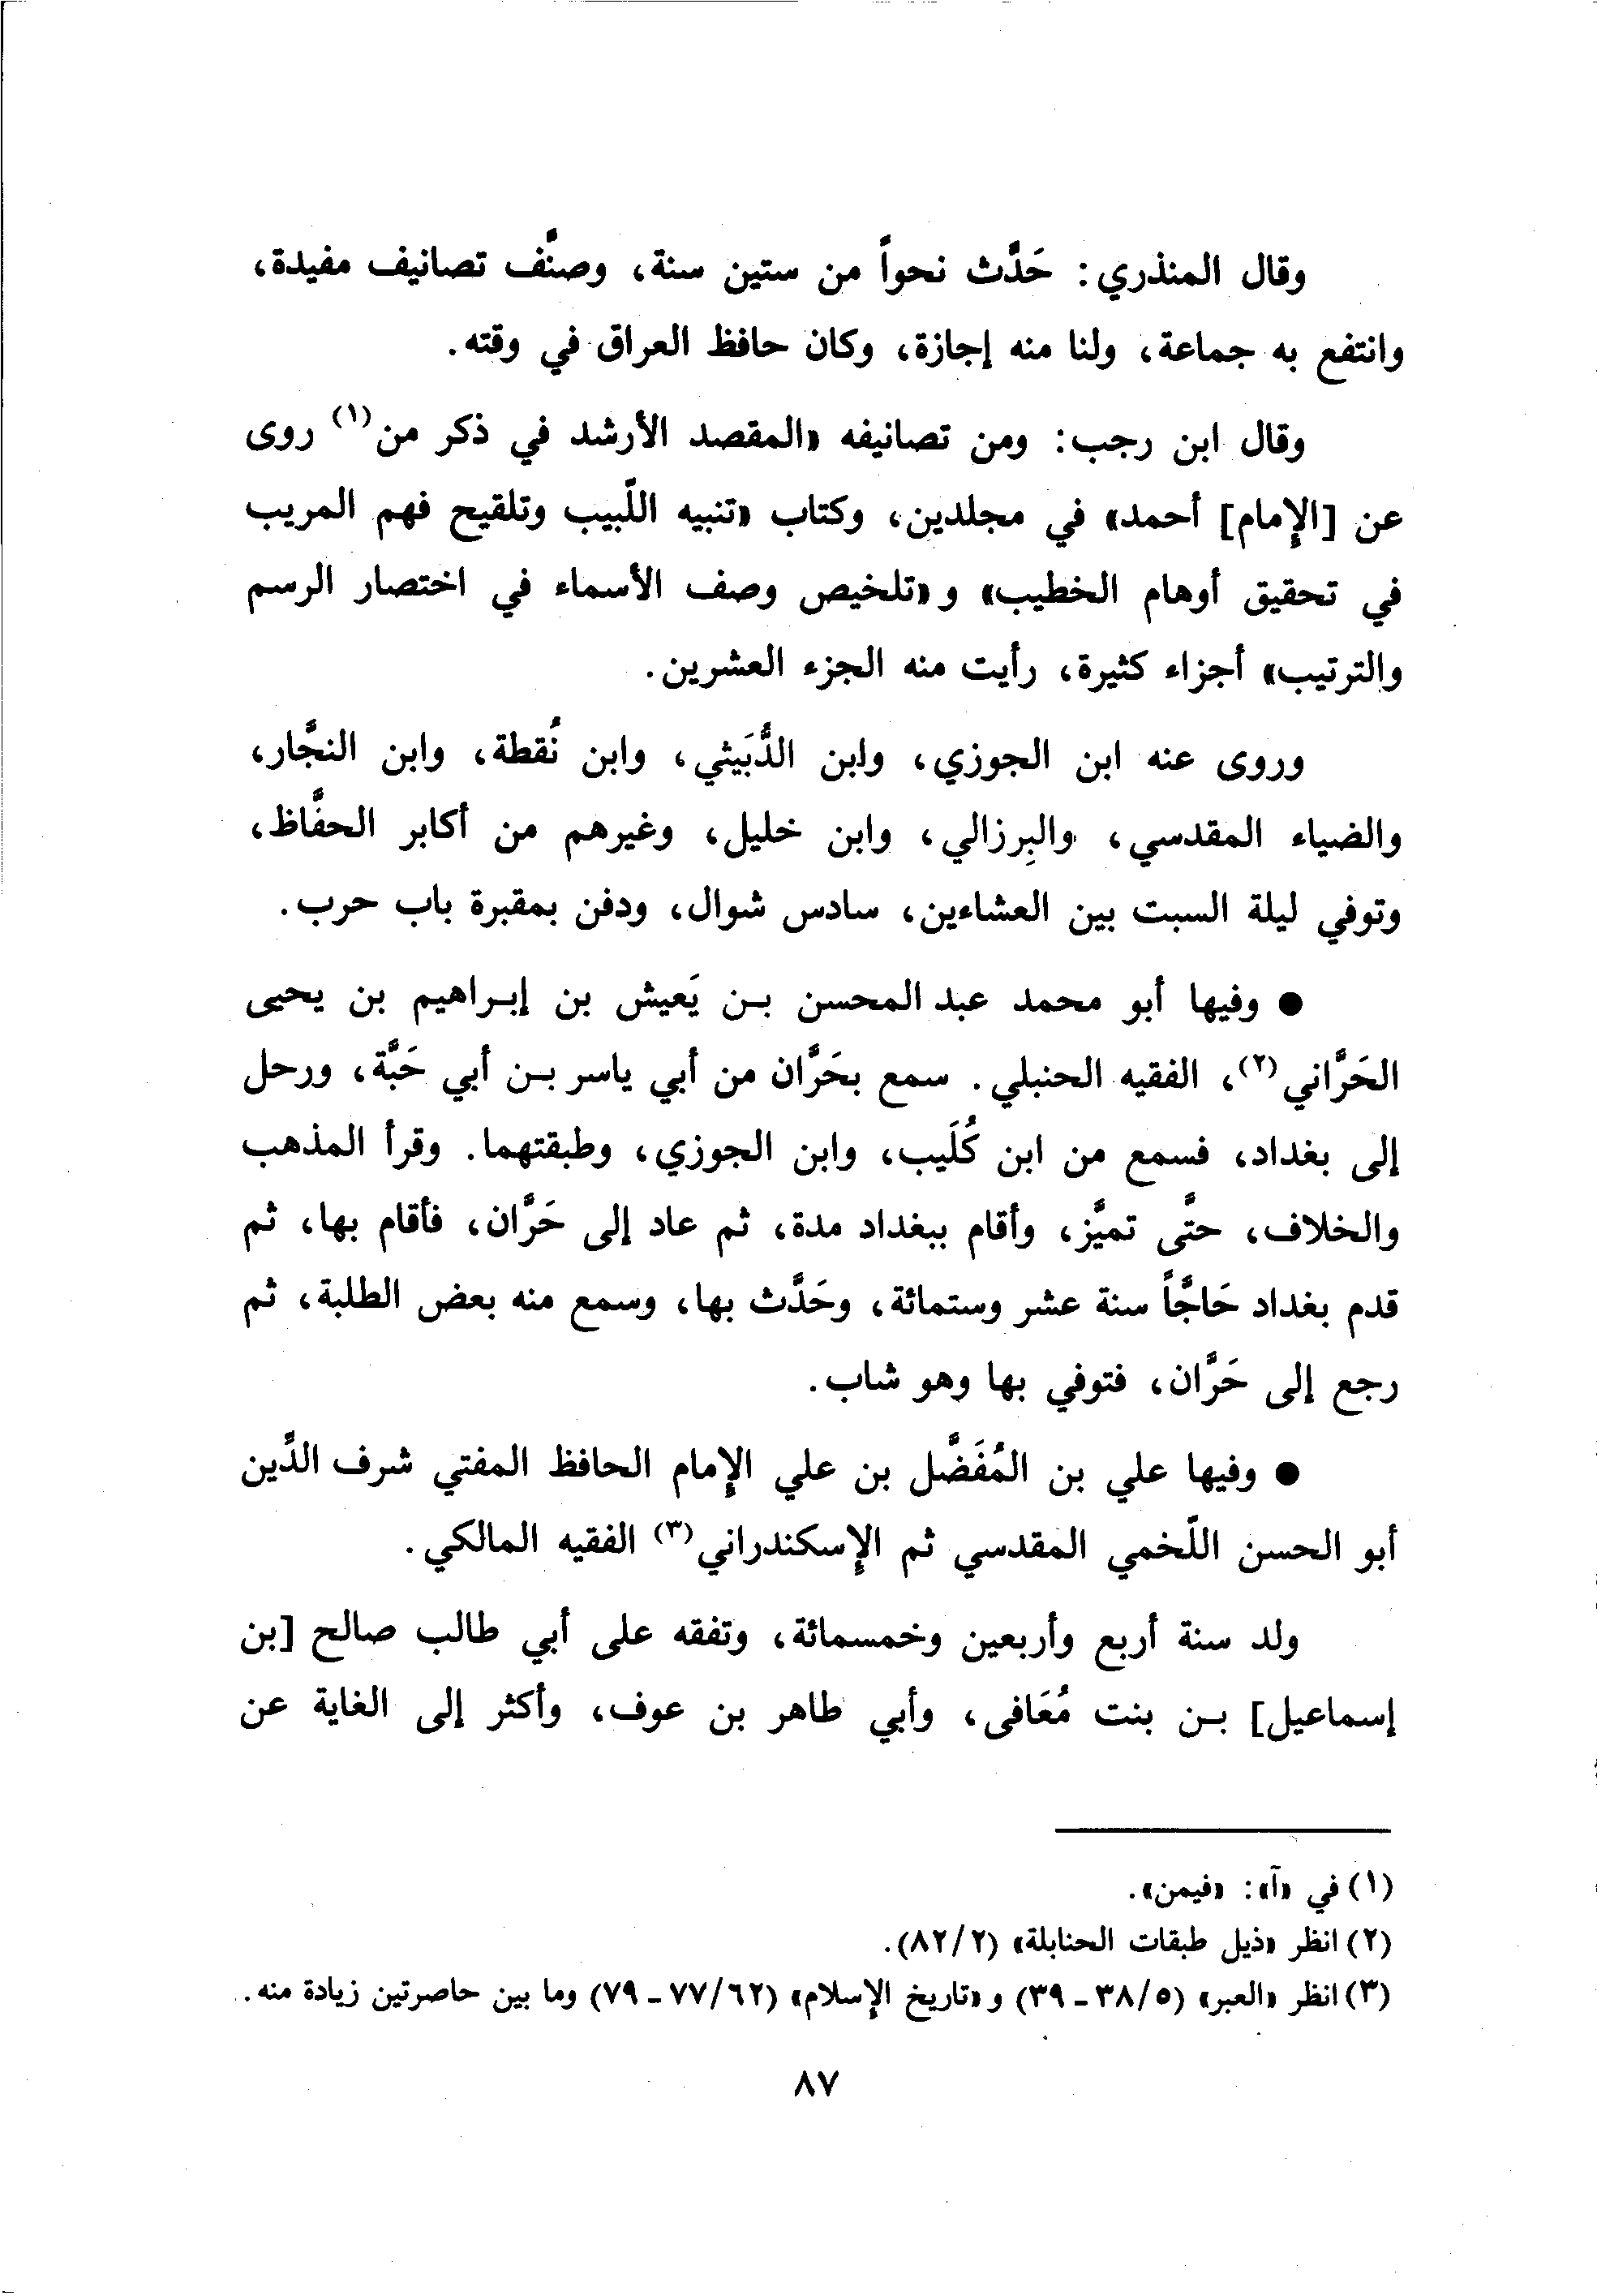 وقال المنذري: حَدَّث نحواً من ستين سنة، وصنَّف تصانيف مفيدة،
وانتفع به جماعة، ولنا منه إجازة، وكان حافظ العراق في وقته.
وقال ابن رجب: ومن تصانيفه «المقصد الأرشد في ذكر من(١) روى
عن [الإمام] أحمد» في مجلدين، وكتاب «تنبيه اللّبيب وتلقيح فهم المريب
في تحقيق أوهام الخطيب» و«تلخيص وصف الأسماء في اختصار الرسم
والترتيب» أجزاء كثيرة، رأيت منه الجزء العشرين.
وروى عنه ابن الجوزي، وابن الدُّبَيثي، وابن نُقطة، وابن النجَّار،
والضياء المقدسي، والبِرزالي، وابن خليل، وغيرهم من أكابر الحفَّاظ،
وتوفي ليلة السبت بين العشاءين، سادس شوال، ودفن بمقبرة باب حرب.
● وفيها أبو محمد عبد المحسن بـن يَعيش بن إبـراهيم بن يحيى
الحَرَّاني(٢)، الفقيه الحنبلي. سمع بحَرَّان من أبي ياسر بـن أبي حَبَّة، ورحل
إلى بغداد، فسمع من ابن كُلَيب، وابن الجوزي، وطبقتهما. وقرأ المذهب
والخلاف، حتَّى تميَّز، وأقام ببغداد مدة، ثم عاد إلى حَرَّان، فأقام بها، ثم
قدم بغداد حَاجَّاً سنة عشر وستمائة، وحَدَّث بها، وسمع منه بعض الطلبة، ثم
رجع إلى حَرَّان، فتوفي بها وهو شاب.
● وفيها علي بن المُفَضَّل بن علي الإمام الحافظ المفتي شرف الدِّين
أبو الحسن اللّخمي المقدسي ثم الإسكندراني(٣) الفقيه المالكي.
ولد سنة أربع وأربعين وخمسمائة، وتفقه على أبي طالب صالح [بن
إسماعيل] بـن بنت مُعَافى، وأبي طاهر بن عوف، وأكثر إلى الغاية عن
(١) في «آ»: «فيمن».
(٢) انظر «ذيل طبقات الحنابلة» (٨٢/٢).
(٣) انظر «العبر» (٣٨/٥ ـ ٣٩) و«تاريخ الإسلام» (٧٧/٦٢ ـ ٧٩) وما بين حاصرتين زيادة منه.
٨٧